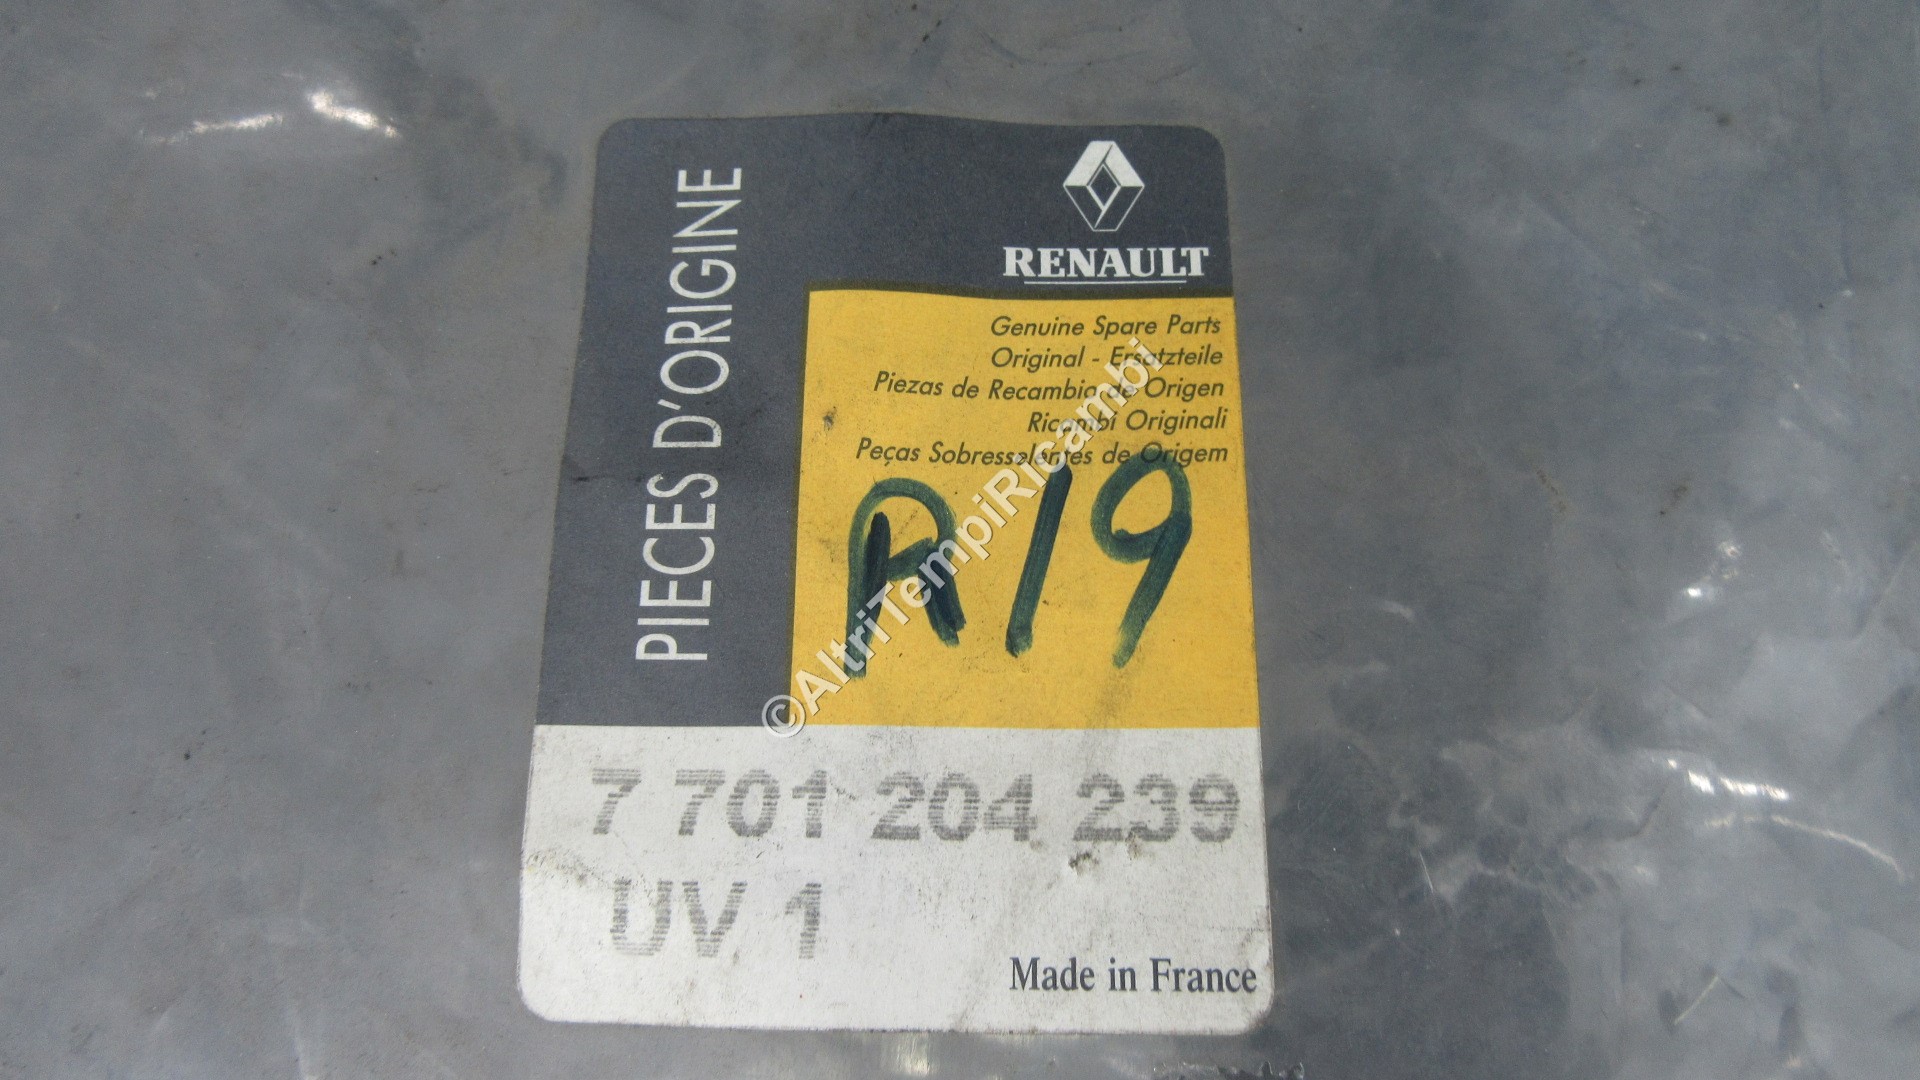 PIECES D'ORIGINE
RENAULT
Genuine Spare Parts
Original - Ersatzteile
Piezas de Recambio de Origen
Ricambi Originali
Peças Sobresselentes de Origem
R19
©AltriTempiRicambi
7 701 204 239
UV 1
Made in France